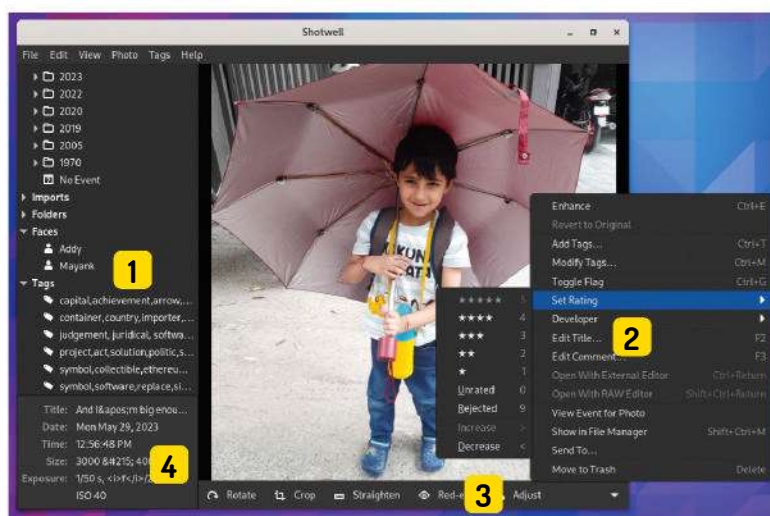 Shotwell
File Edit View Photo Tags Help
2023
2022
2020
2019
2005
1970
No Event
Imports
Folders
Faces
Addy
Mayank
1
Tags
capital,achievement,arrow,...
container,country,importer,...
judgement, juridical, softwa...
project,act,solution,politic,s...
symbol,collectible,ethereu...
symbol,software,replace,si...
Title: And I&apos;m big enou...
Date: Mon May 29, 2023
Time: 12:56:48 PM
Size: 3000 &#215; 400
Exposure: 1/50 s, <i>f</i>/2
ISO 40
4
Enhance Ctrl+E
Revert to Original
Add Tags... Ctrl+T
Modify Tags... Ctrl+M
Toggle Flag Ctrl+G
Set Rating
Developer
2
Edit Title... F2
Edit Comment... F3
Open With External Editor Ctrl+Return
Open With RAW Editor Shift+Ctrl+Return
View Event for Photo
Show in File Manager Shift+Ctrl+M
Send To...
Move to Trash Delete
★★★★★ 5
★★★★ 4
★★★ 3
★★ 2
★ 1
Unrated 0
Rejected 9
Increase >
Decrease <
Rotate Crop Straighten Red-e Adjust
3